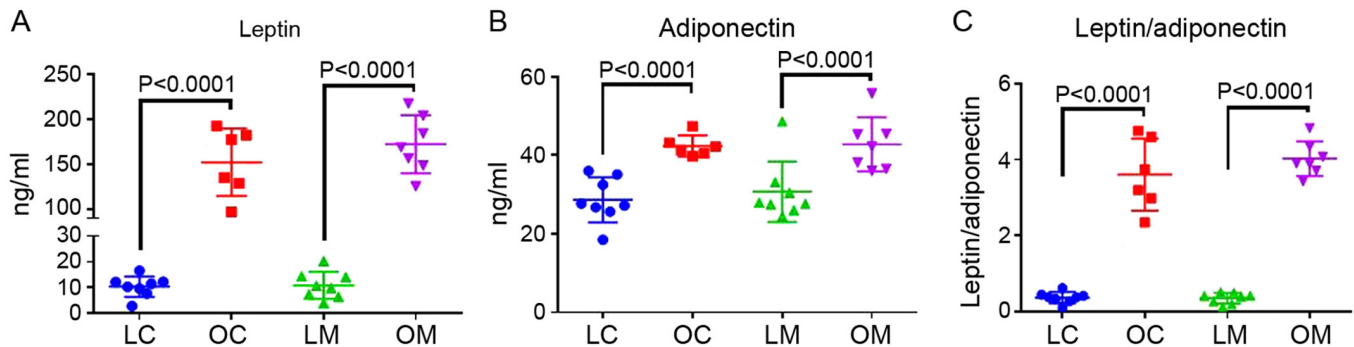 A
Leptin
ng/ml
250
200
150
100
30
20
10
0
P<0.0001
P<0.0001
LC
OC
LM
OM
B
Adiponectin
ng/ml
60
40
20
0
P<0.0001
P<0.0001
LC
OC
LM
OM
C
Leptin/adiponectin
Leptin/adiponectin
6
4
2
0
P<0.0001
P<0.0001
LC
OC
LM
OM